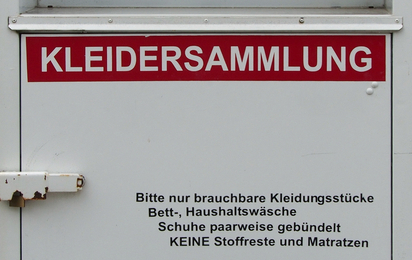 KLEIDERSAMMLUNG
Bitte nur brauchbare Kleidungsstücke
Bett-, Haushaltswäsche
Schuhe paarweise gebündelt
KEINE Stoffreste und Matratzen